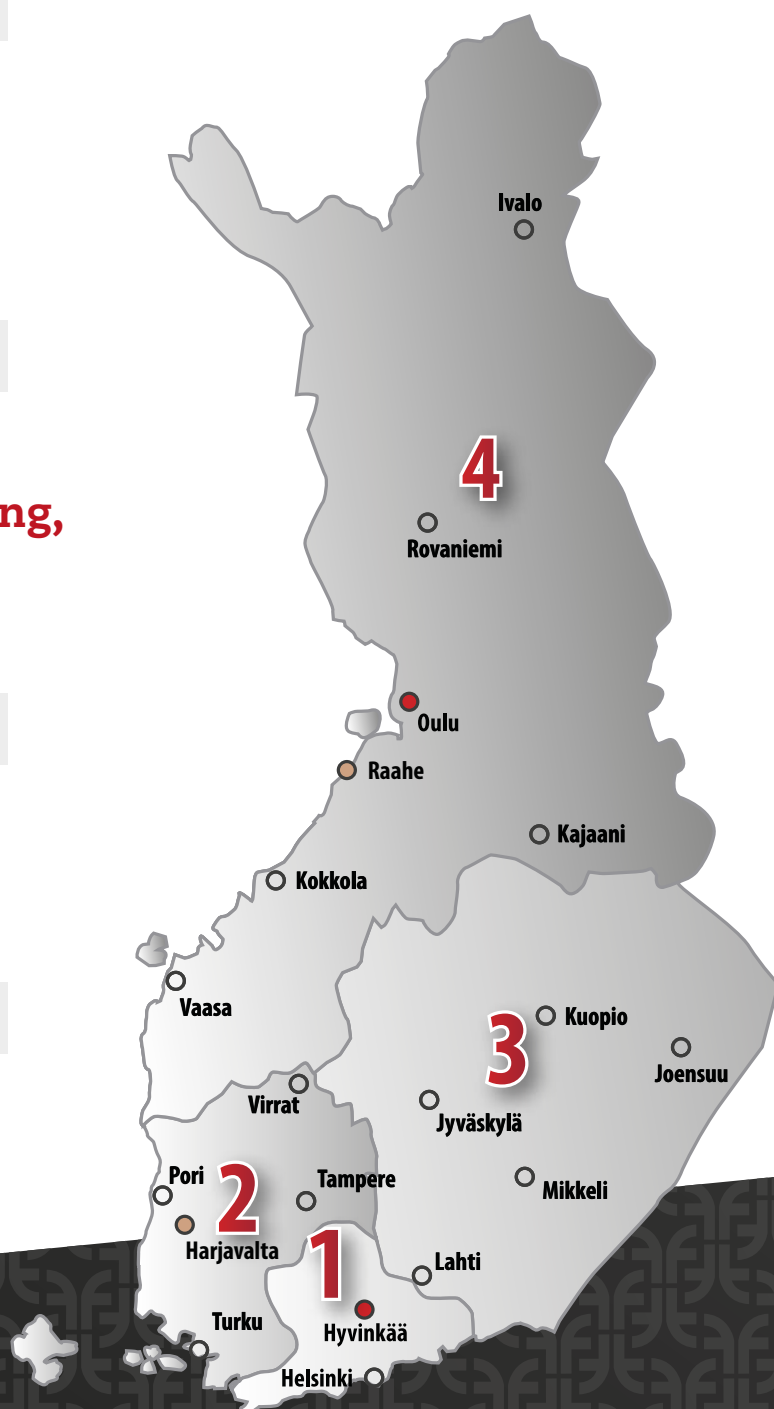 Ivalo
4
ng,
Rovaniemi
Oulu
Raahe
Kajaani
Kokkola
Vaasa
3
Kuopio
Joensuu
Virrat
Jyväskylä
Pori
2
Tampere
Mikkeli
Harjavalta
1
Lahti
Turku
Hyvinkää
Helsinki